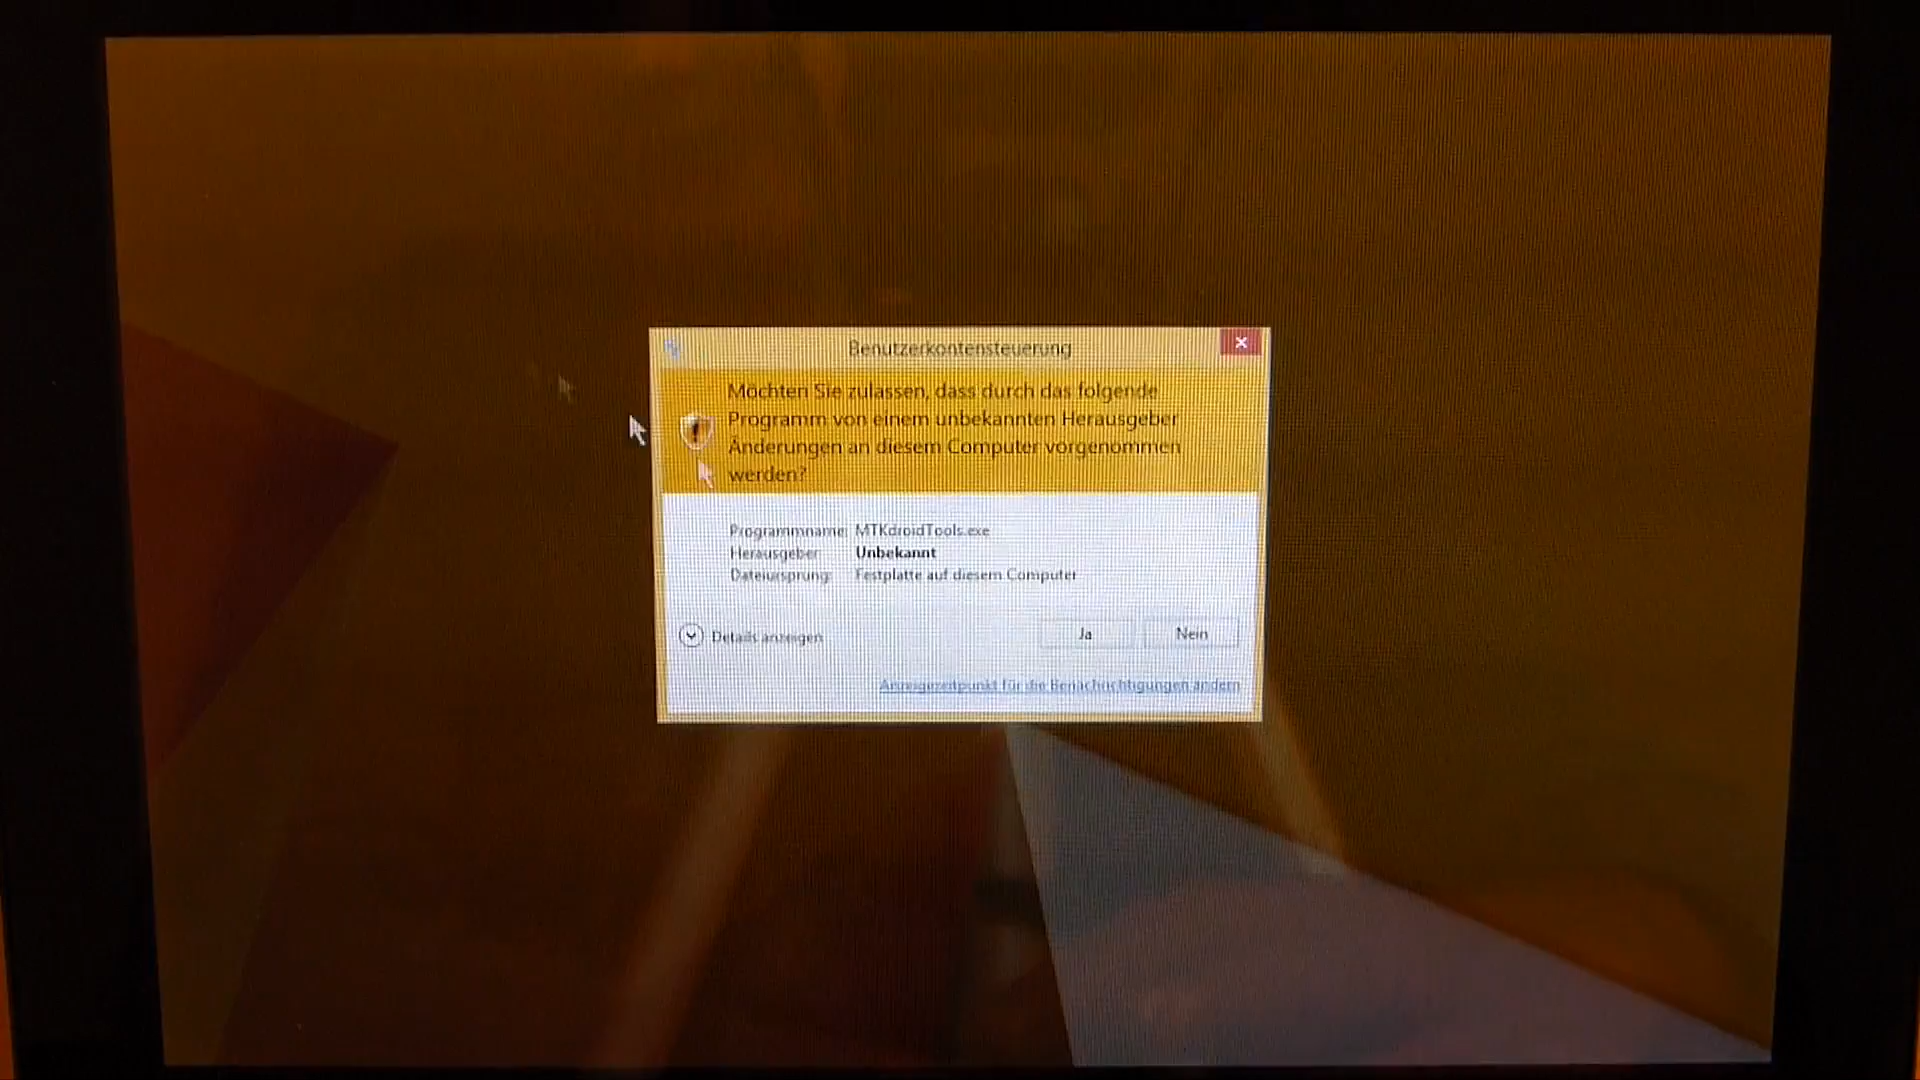 Benutzerkontensteuerung
Möchten Sie zulassen, dass durch das folgende
Programm von einem unbekannten Herausgeber
Änderungen an diesem Computer vorgenommen
werden?
Programmname: MTKdroidTools.exe
Herausgeber: Unbekannt
Dateiursprung: Festplatte auf diesem Computer
Details anzeigen
Ja
Nein
Anzeigezeitpunkt für die Benachrichtigungen ändern